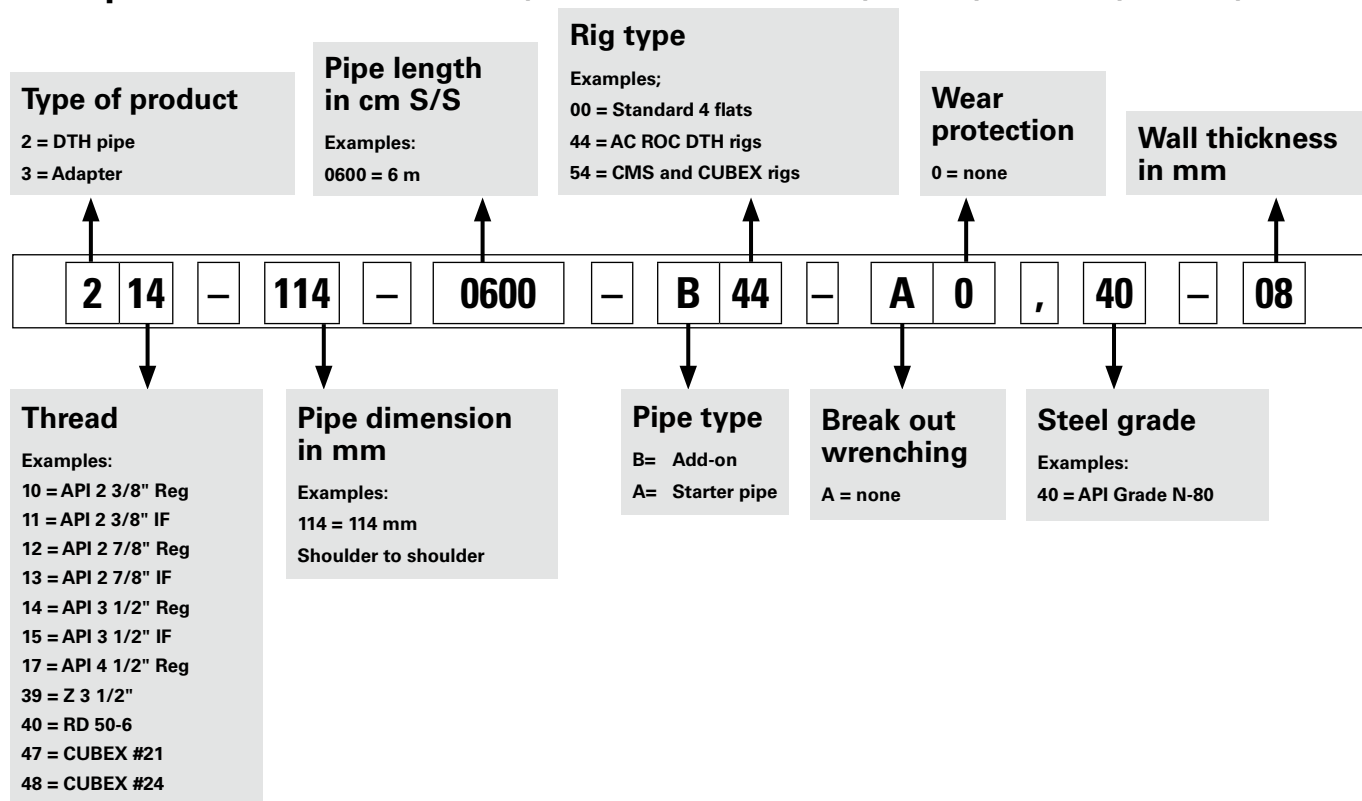 Type of product
2 = DTH pipe
3 = Adapter
Pipe length
in cm S/S
Examples:
0600 = 6 m
Rig type
Examples;
00 = Standard 4 flats
44 = AC ROC DTH rigs
54 = CMS and CUBEX rigs
Wear
protection
0 = none
Wall thickness
in mm
2 14 – 114 – 0600 – B 44 – A 0 , 40 – 08
Thread
Examples:
10 = API 2 3/8" Reg
11 = API 2 3/8" IF
12 = API 2 7/8" Reg
13 = API 2 7/8" IF
14 = API 3 1/2" Reg
15 = API 3 1/2" IF
17 = API 4 1/2" Reg
39 = Z 3 1/2"
40 = RD 50-6
47 = CUBEX #21
48 = CUBEX #24
Pipe dimension
in mm
Examples:
114 = 114 mm
Shoulder to shoulder
Pipe type
B= Add-on
A= Starter pipe
Break out
wrenching
A = none
Steel grade
Examples:
40 = API Grade N-80